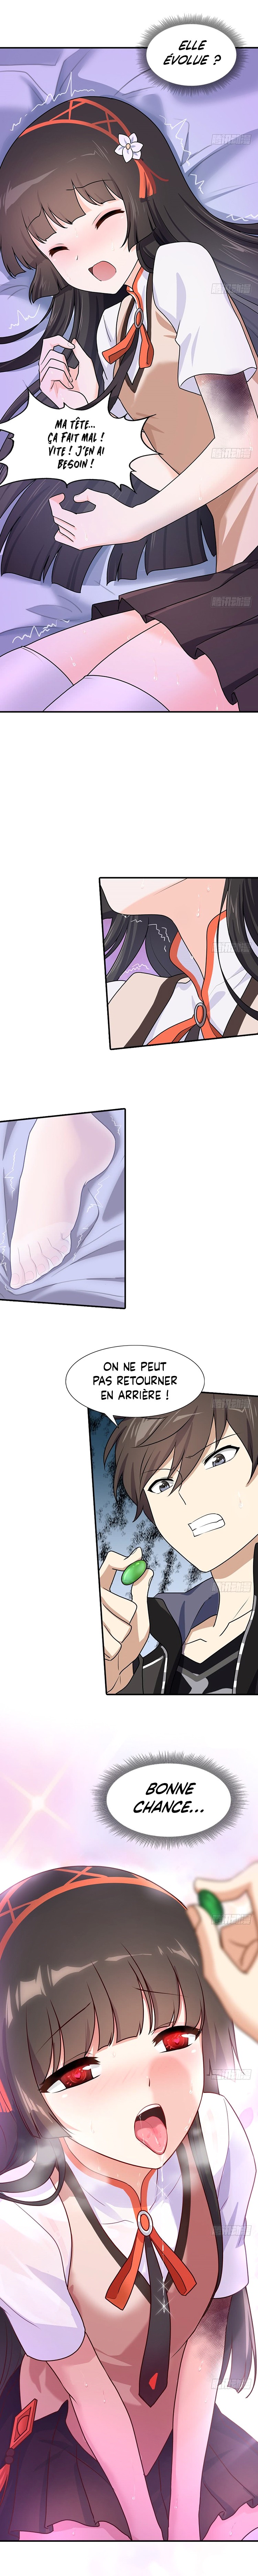 ELLE
ÉVOLUE ?
MA TÊTE...
ÇA FAIT MAL !
VITE ! J'EN AI
BESOIN !
ON NE PEUT
PAS RETOURNER
EN ARRIÈRE !
BONNE
CHANCE...